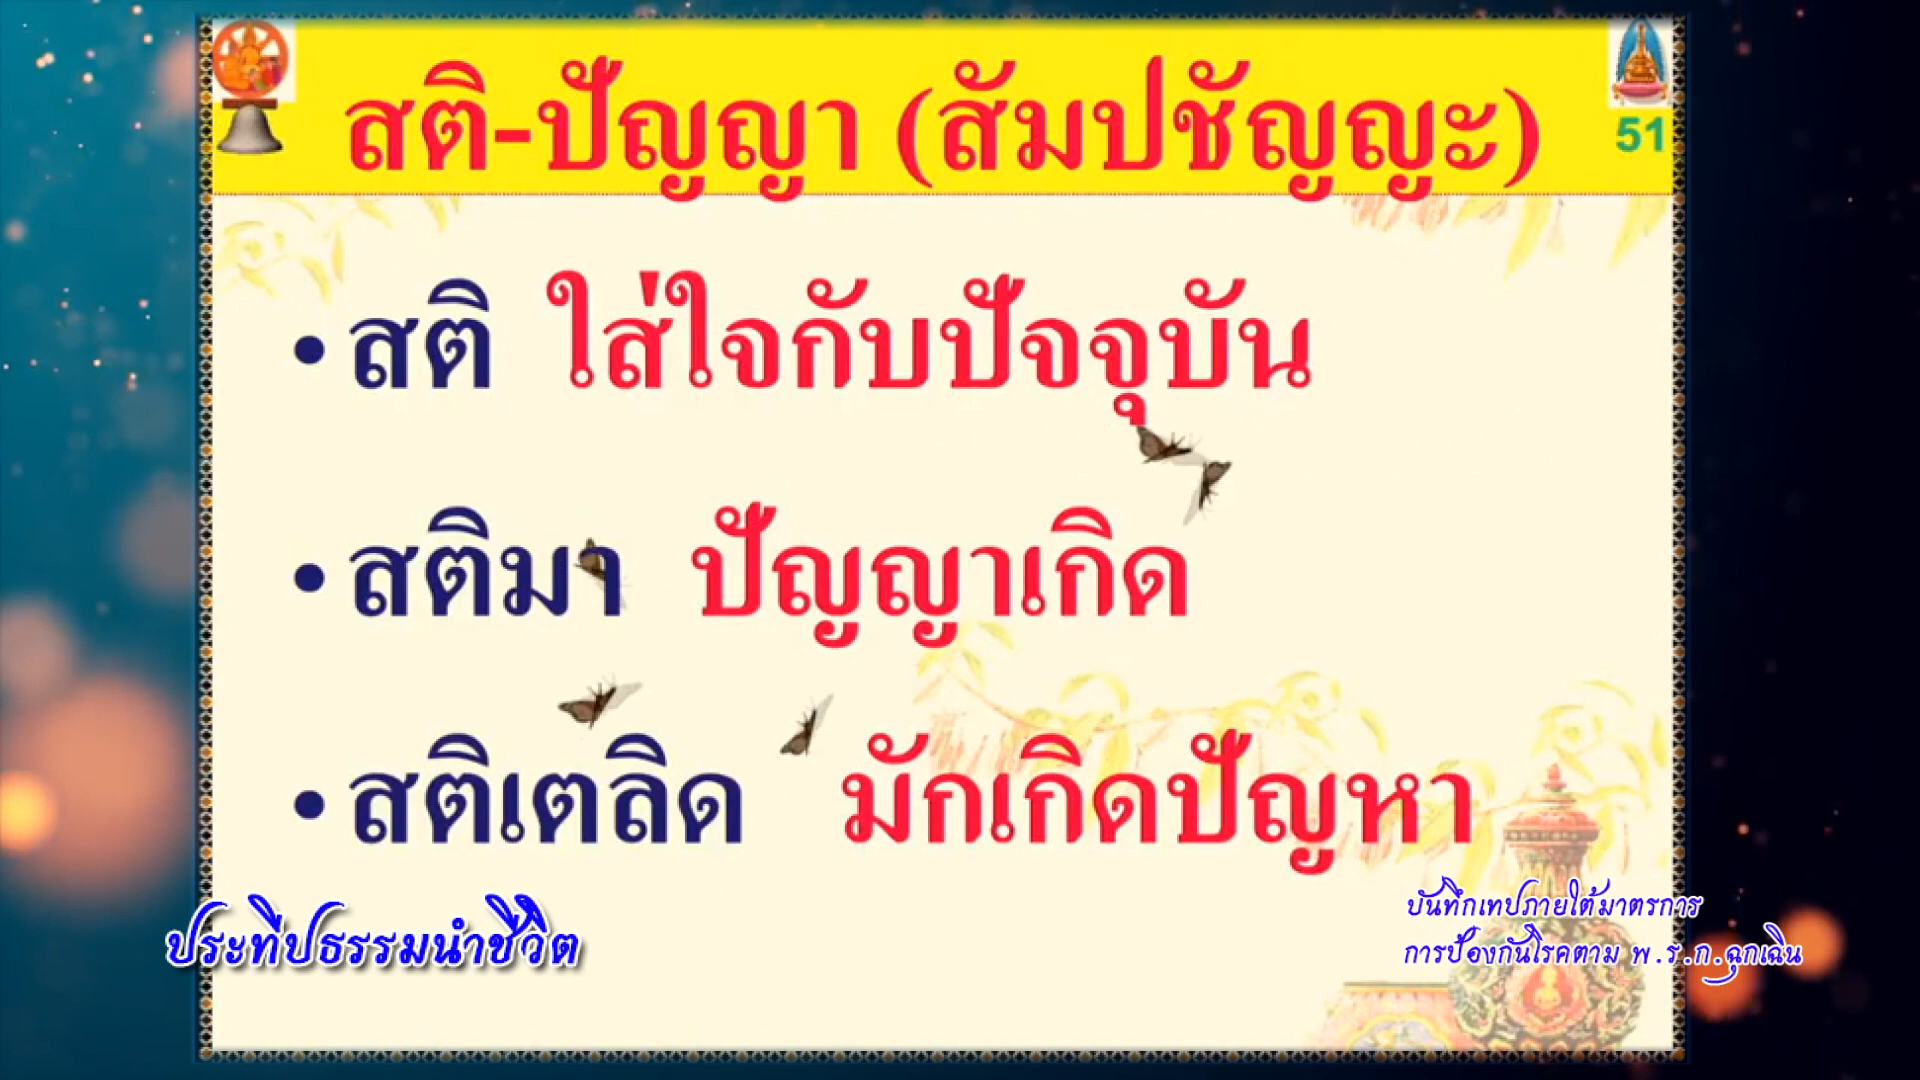 สติ-ปัญญา (สัมปชัญญะ)
51
• สติ ใส่ใจกับปัจจุบัน
• สติมา ปัญญาเกิด
• สติเตลิด มักเกิดปัญหา
ประทีปธรรมนำชีวิต
บันทึกเทปภายใต้มาตรการ
การป้องกันโรคตาม พ.ร.ก.ฉุกเฉิน